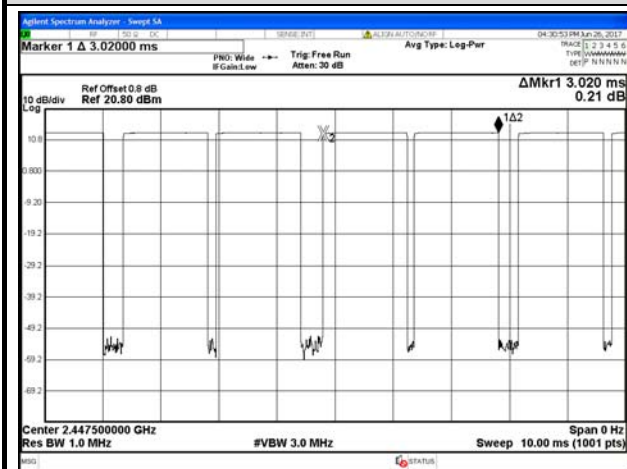 Agilent Spectrum Analyzer - Swept SA
RF 50 Ω DC SENSE:INT ALIGN AUTO/NO RF 04:30:53 PM Jun 26, 2017
Marker 1 Δ 3.02000 ms
PNO: Wide
IFGain:Low
Trig: Free Run
Atten: 30 dB
Avg Type: Log-Pwr
TRACE 1 2 3 4 5 6
TYPE
DET P N N N N N
ΔMkr1 3.020 ms
0.21 dB
Ref Offset 0.8 dB
10 dB/div Ref 20.80 dBm
Log
1Δ2
2
10.8
0.800
-9.20
-19.2
-29.2
-39.2
-49.2
-59.2
-69.2
Center 2.447500000 GHz Span 0 Hz
Res BW 1.0 MHz #VBW 3.0 MHz Sweep 10.00 ms (1001 pts)
MSG STATUS